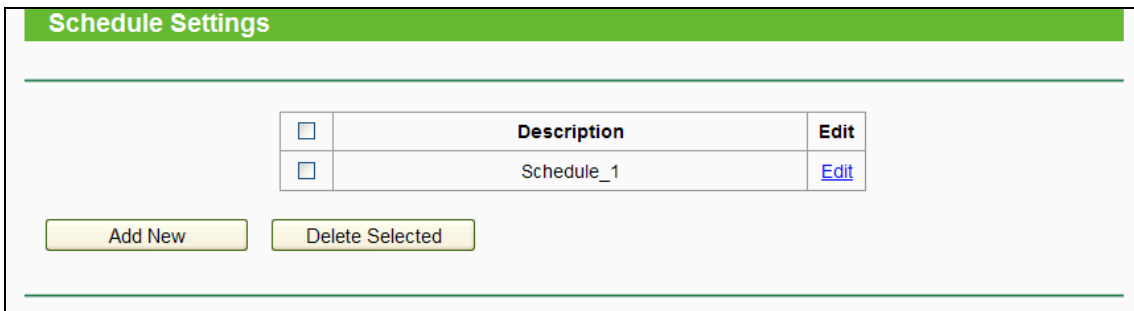 Schedule Settings
Description Edit
Schedule_1 Edit
Add New Delete Selected